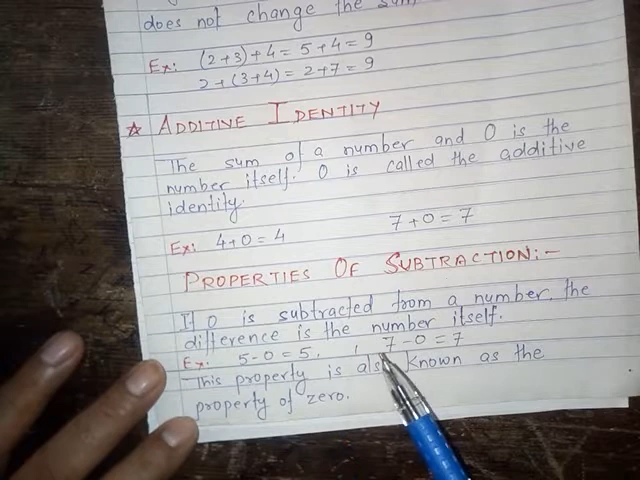 does not change the sum
Ex: (2+3)+4 = 5+4 = 9
2+(3+4) = 2+7 = 9
☆ ADDITIVE IDENTITY
The sum of a number and 0 is the
number itself. 0 is called the additive
identity.
Ex: 4+0 = 4 7+0 = 7
PROPERTIES OF SUBTRACTION:-
If 0 is subtracted from a number, the
difference is the number itself.
Ex: 5-0 = 5, , 7-0 = 7
This property is also known as the
property of zero.